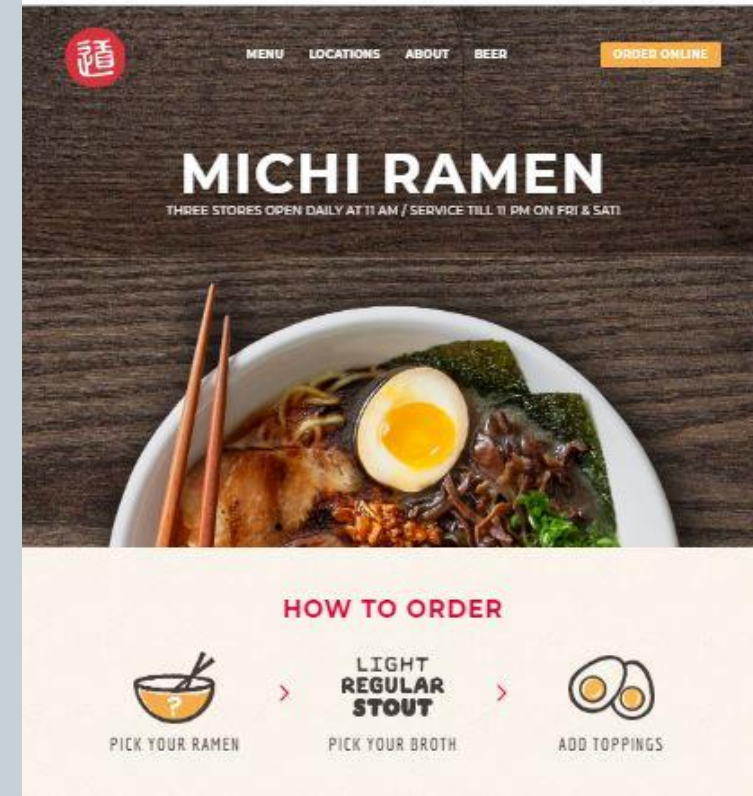 道
MENU LOCATIONS ABOUT BEER ORDER ONLINE
MICHI RAMEN
THREE STORES OPEN DAILY AT 11 AM / SERVICE TILL 11 PM ON FRI & SAT!
HOW TO ORDER
LIGHT
REGULAR
STOUT
?
PICK YOUR RAMEN PICK YOUR BROTH ADD TOPPINGS